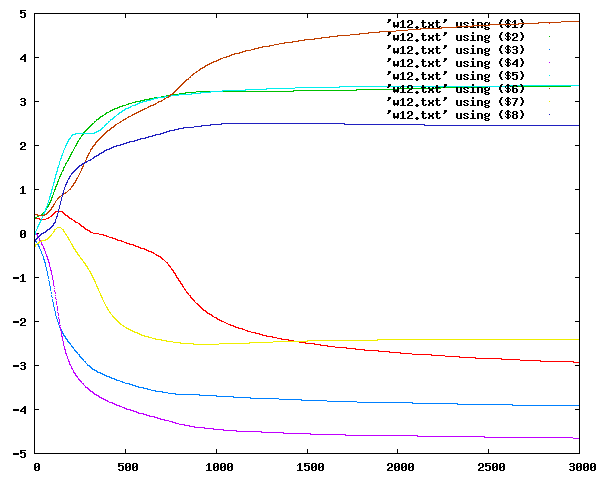 5
4
3
2
1
0
-1
-2
-3
-4
-5
'w12.txt' using ($1)
'w12.txt' using ($2)
'w12.txt' using ($3)
'w12.txt' using ($4)
'w12.txt' using ($5)
'w12.txt' using ($6)
'w12.txt' using ($7)
'w12.txt' using ($8)
0 500 1000 1500 2000 2500 3000